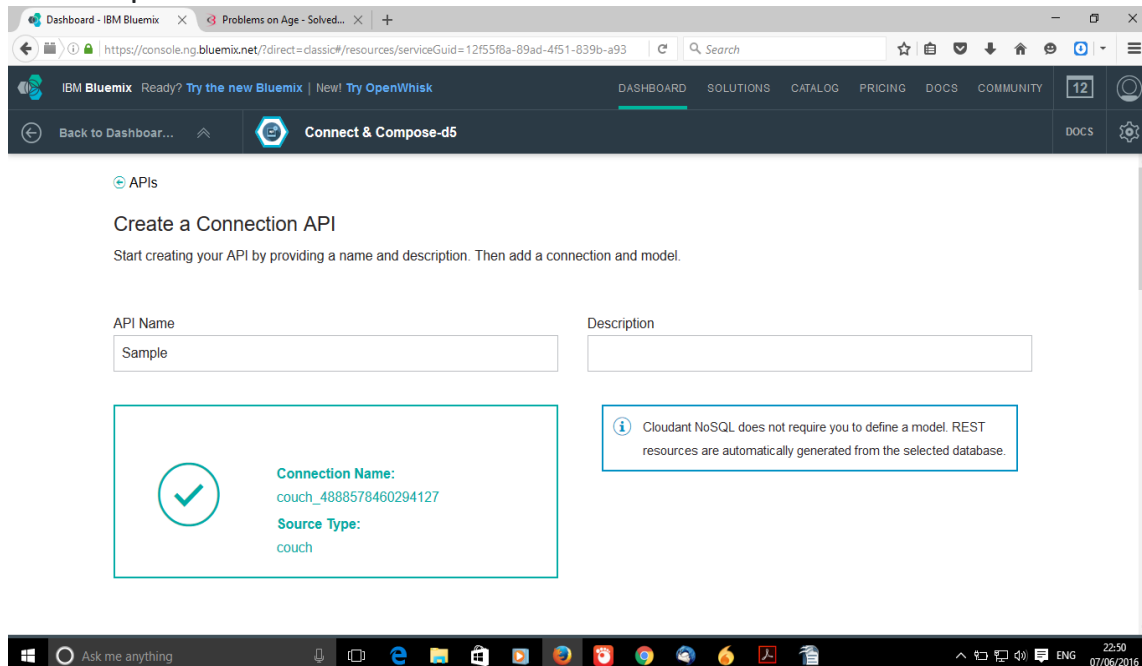 Dashboard - IBM Bluemix
Problems on Age - Solved...
https://console.ng.bluemix.net/?direct=classic#/resources/serviceGuid=12f55f8a-89ad-4f51-839b-a93
Search
IBM Bluemix Ready? Try the new Bluemix | New! Try OpenWhisk
DASHBOARD SOLUTIONS CATALOG PRICING DOCS COMMUNITY 12
Back to Dashboar...
Connect & Compose-d5
DOCS
APIs
Create a Connection API
Start creating your API by providing a name and description. Then add a connection and model.
API Name
Description
Sample
Connection Name:
couch_4888578460294127
Source Type:
couch
Cloudant NoSQL does not require you to define a model. REST
resources are automatically generated from the selected database.
Ask me anything
ENG
22:50
07/06/2016